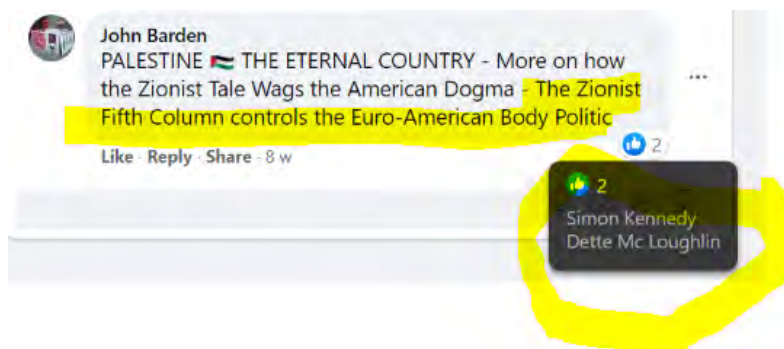 John Barden
PALESTINE 🇵🇸 THE ETERNAL COUNTRY - More on how
the Zionist Tale Wags the American Dogma - The Zionist
Fifth Column controls the Euro-American Body Politic
Like · Reply · Share · 8 w
2
2
Simon Kennedy
Dette Mc Loughlin